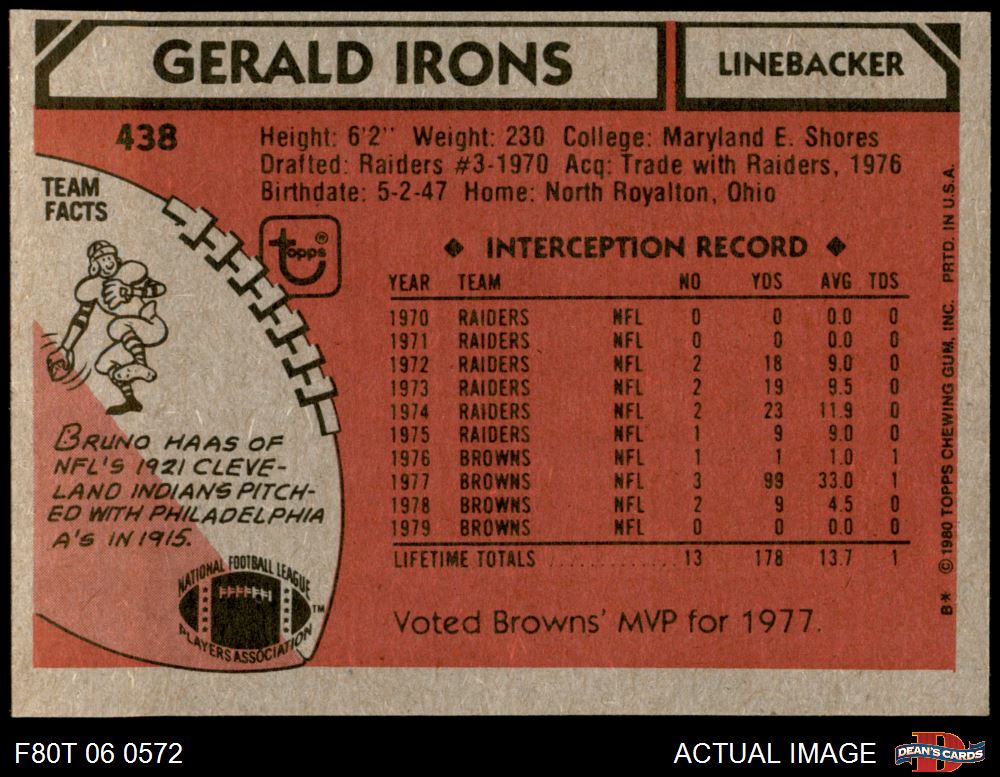 GERALD IRONS
LINEBACKER
438
Height: 6'2" Weight: 230 College: Maryland E. Shores
Drafted: Raiders #3-1970 Acq: Trade with Raiders, 1976
Birthdate: 5-2-47 Home: North Royalton, Ohio
TEAM
FACTS
topps®
BRUNO HAAS OF
NFL'S 1921 CLEVE-
LAND INDIANS PITCH-
ED WITH PHILADELPHIA
A'S IN 1915.
NATIONAL FOOTBALL LEAGUE
PLAYERS ASSOCIATION
TM
◆ INTERCEPTION RECORD ◆
YEAR TEAM NO YDS AVG TDS
1970 RAIDERS NFL 0 0 0.0 0
1971 RAIDERS NFL 0 0 0.0 0
1972 RAIDERS NFL 2 18 9.0 0
1973 RAIDERS NFL 2 19 9.5 0
1974 RAIDERS NFL 2 23 11.9 0
1975 RAIDERS NFL 1 9 9.0 0
1976 BROWNS NFL 1 1 1.0 1
1977 BROWNS NFL 3 99 33.0 1
1978 BROWNS NFL 2 9 4.5 0
1979 BROWNS NFL 0 0 0.0 0
LIFETIME TOTALS .................... 13 178 13.7 1
Voted Browns' MVP for 1977.
B* © 1980 TOPPS CHEWING GUM, INC. PRTD. IN U.S.A.
F80T 06 0572
ACTUAL IMAGE
D
DEAN'S CARDS